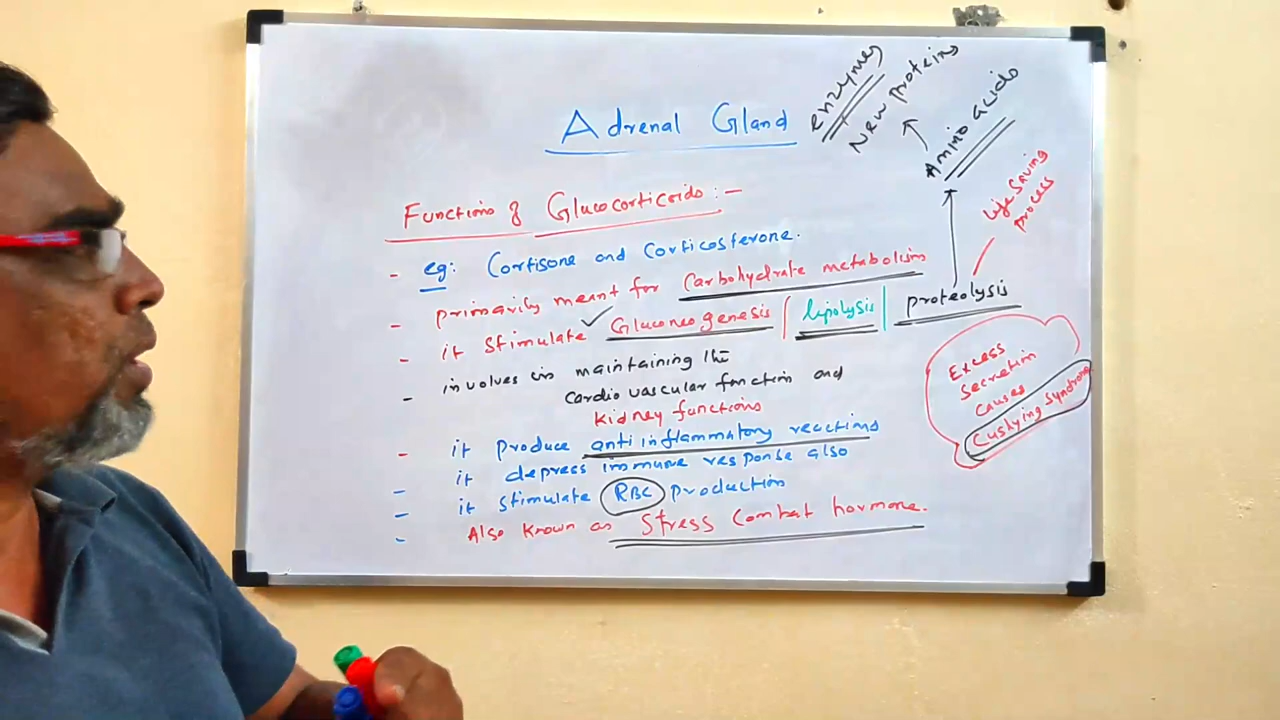 Adrenal Gland
enzymes
New proteins
Amino acids
Life Saving
process
Functions of Glucocorticoids:-
- eg: Cortisone and Corticosterone.
- primarily meant for Carbohydrate metabolism
- it stimulate Gluconeogenesis | lipolysis | proteolysis
- involves in maintaining the
Cardio vascular function and
kidney functions
- it produce anti inflammatory reactions
- it depress immune response also
- it stimulate RBC production
- Also known as Stress Combat hormone.
Excess
Secretion
Causes
Cushying Syndrome